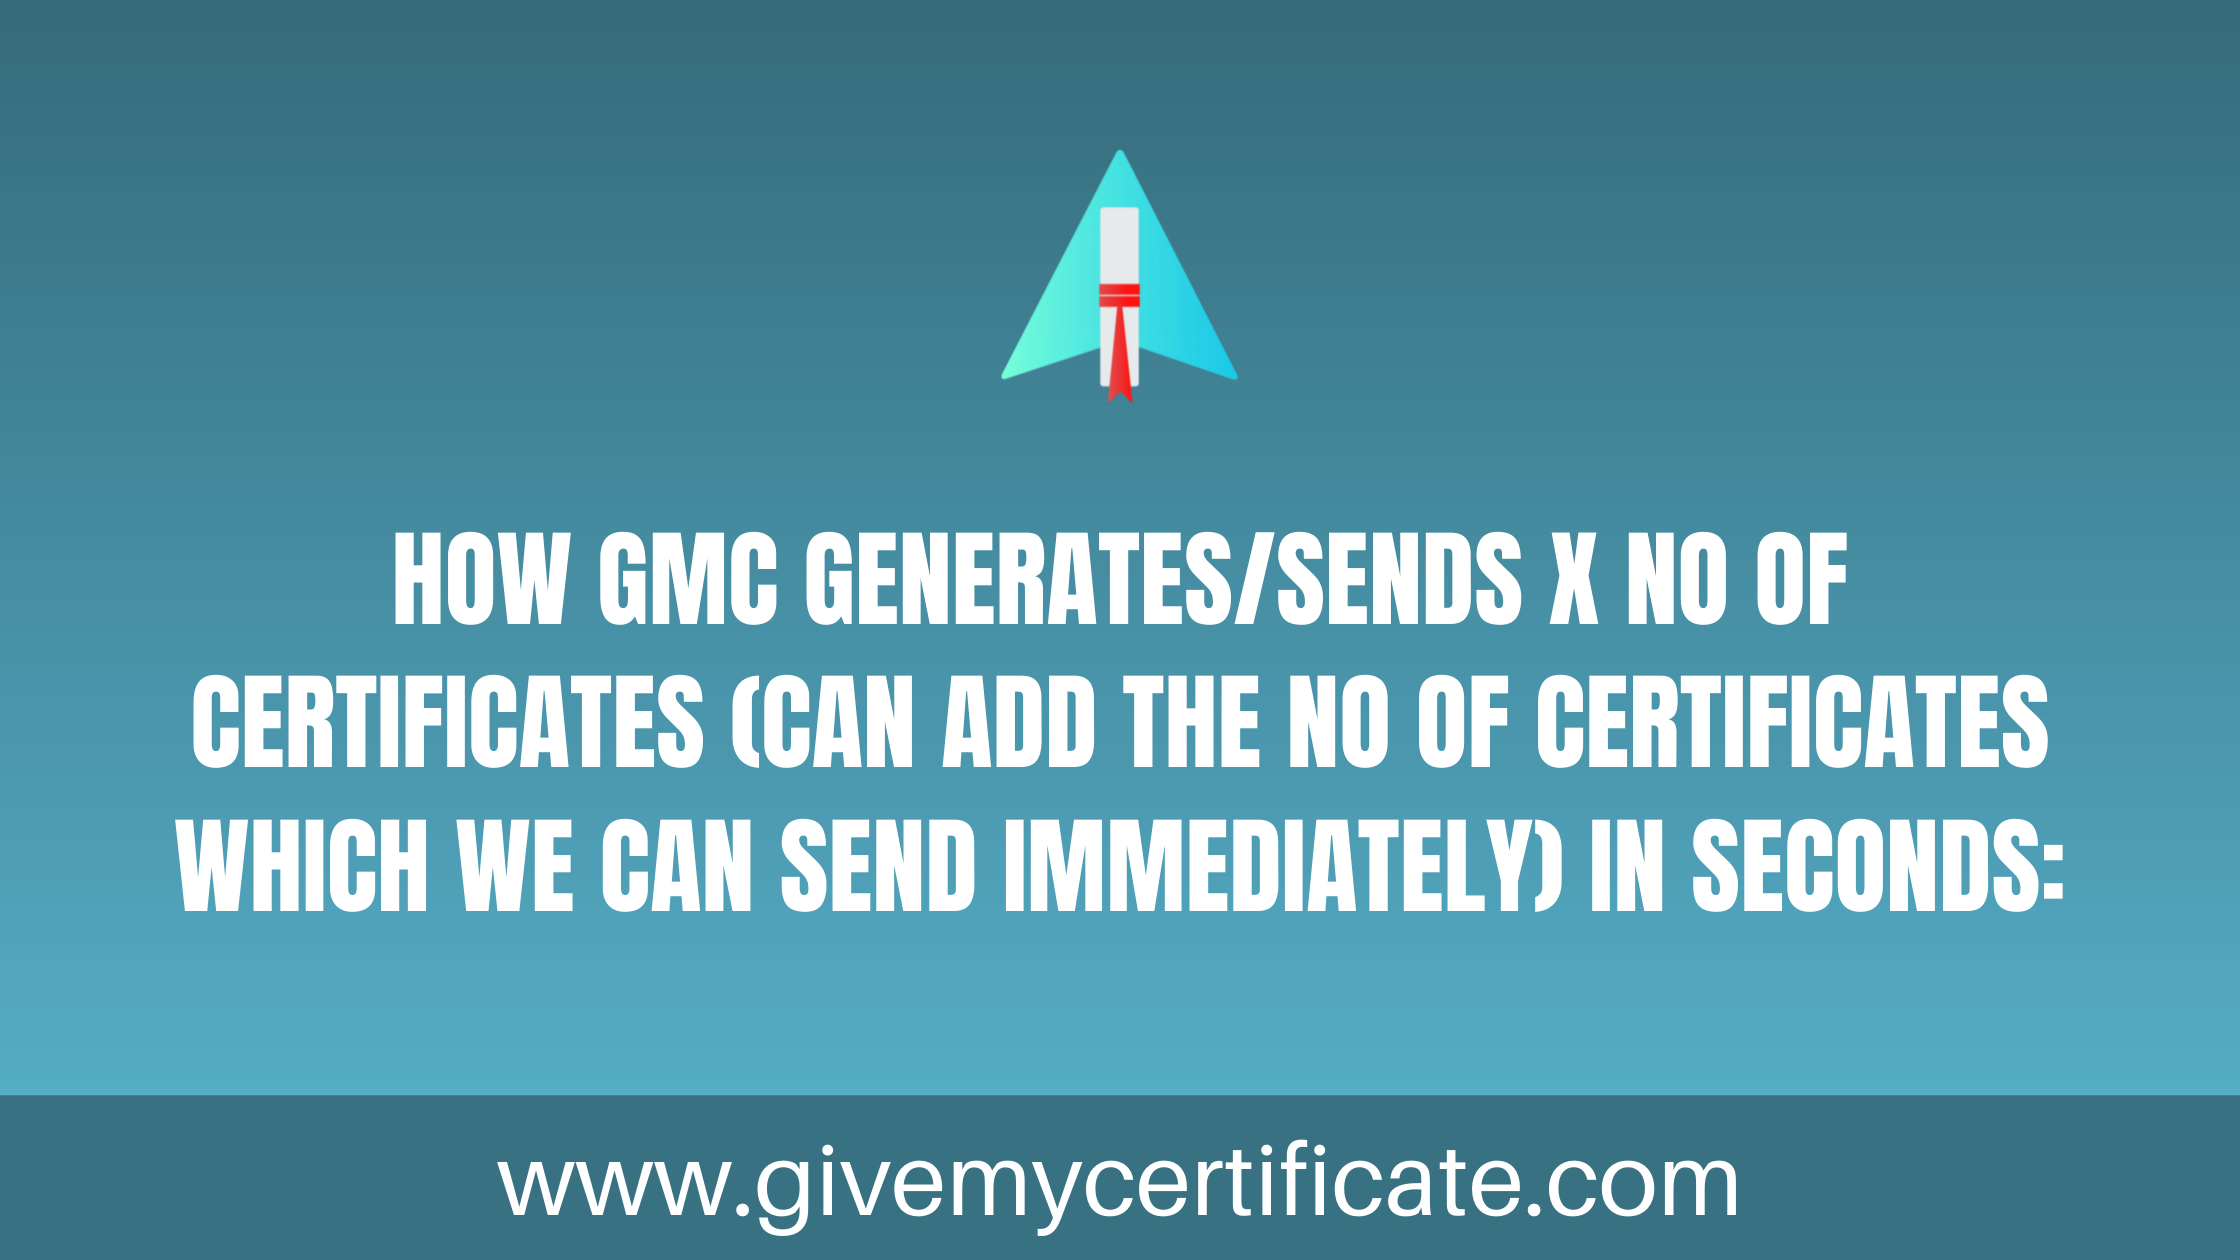 HOW GMC GENERATES/SENDS X NO OF
CERTIFICATES (CAN ADD THE NO OF CERTIFICATES
WHICH WE CAN SEND IMMEDIATELY) IN SECONDS:
www.givemycertificate.com